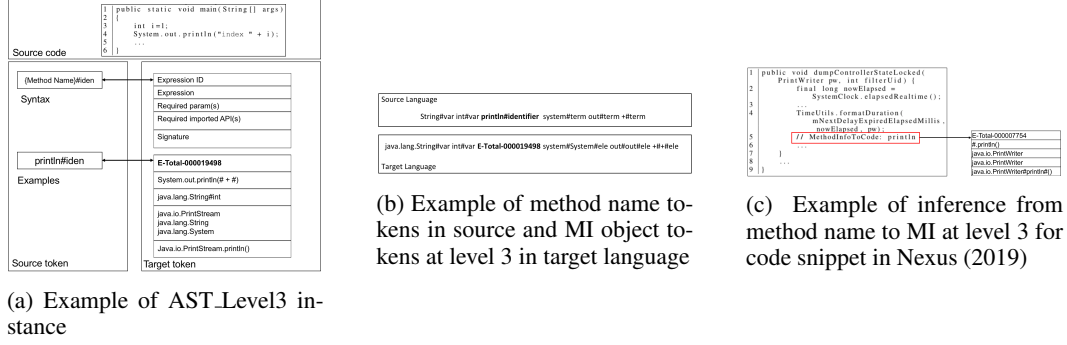 1 public static void main(String[] args)
2 {
3 int i=1;
4 System.out.println("index " + i);
5 ...
6 }
Source code
(Method Name)#iden
Syntax
println#iden
Examples
Source token
Expression ID
Expression
Required param(s)
Required imported API(s)
Signature
E-Total-000019498
System.out.println(# + #)
java.lang.String#int
java.io.PrintStream
java.lang.String
java.lang.System
Java.io.PrintStream.println()
Target token
(a) Example of AST_Level3 in-
stance
Source Language
String#var int#var println#identifier system#term out#term +#term
java.lang.String#var int#var E-Total-000019498 system#System#ele out#out#ele +#+#ele
Target Language
(b) Example of method name to-
kens in source and MI object to-
kens at level 3 in target language
1 public void dumpControllerStateLocked(
PrintWriter pw, int filterUid) {
2 final long nowElapsed =
SystemClock.elapsedRealtime();
3 ...
4 TimeUtils.formatDuration(
mNextDelayExpiredElapsedMillis,
nowElapsed, pw);
5 // MethodInfoToCode: println
6 ...
7 }
8 ...
9 }
E-Total-000007754
#.println()
java.io.PrintWriter
java.io.PrintWriter
java.io.PrintWriter#println#()
(c) Example of inference from
method name to MI at level 3 for
code snippet in Nexus (2019)